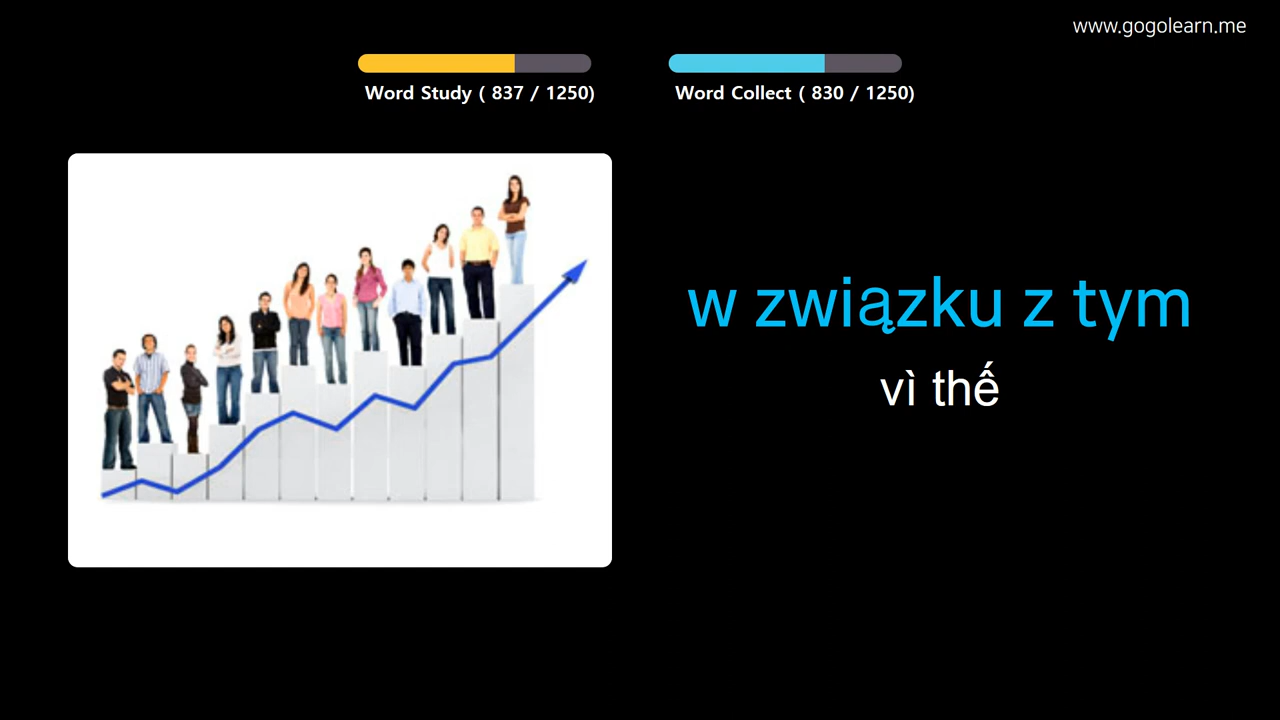 www.gogolearn.me
Word Study ( 837 / 1250)
Word Collect ( 830 / 1250)
w związku z tym
vì thế